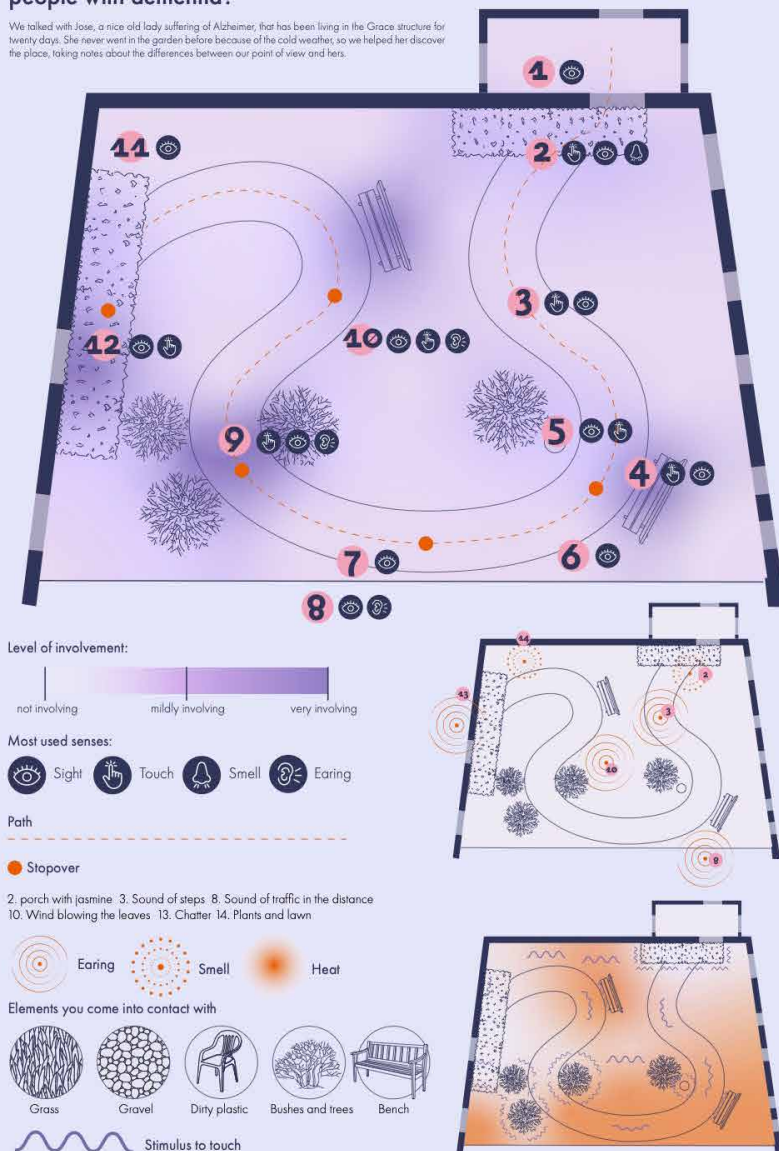 people with dementia?
We talked with Jose, a nice old lady suffering of Alzheimer, that has been living in the Grace structure for
twenty days. She never went in the garden before because of the cold weather, so we helped her discover
the place, taking notes about the differences between our point of view and hers.
1
11
2
3
12
10
5
9
4
7
6
8
Level of involvement:
not involving mildly involving very involving
Most used senses:
Sight Touch Smell Earing
Path
Stopover
2. porch with jasmine 3. Sound of steps 8. Sound of traffic in the distance
10. Wind blowing the leaves 13. Chatter 14. Plants and lawn
Earing Smell Heat
Elements you come into contact with
Grass Gravel Dirty plastic Bushes and trees Bench
Stimulus to touch
14
2
13
3
10